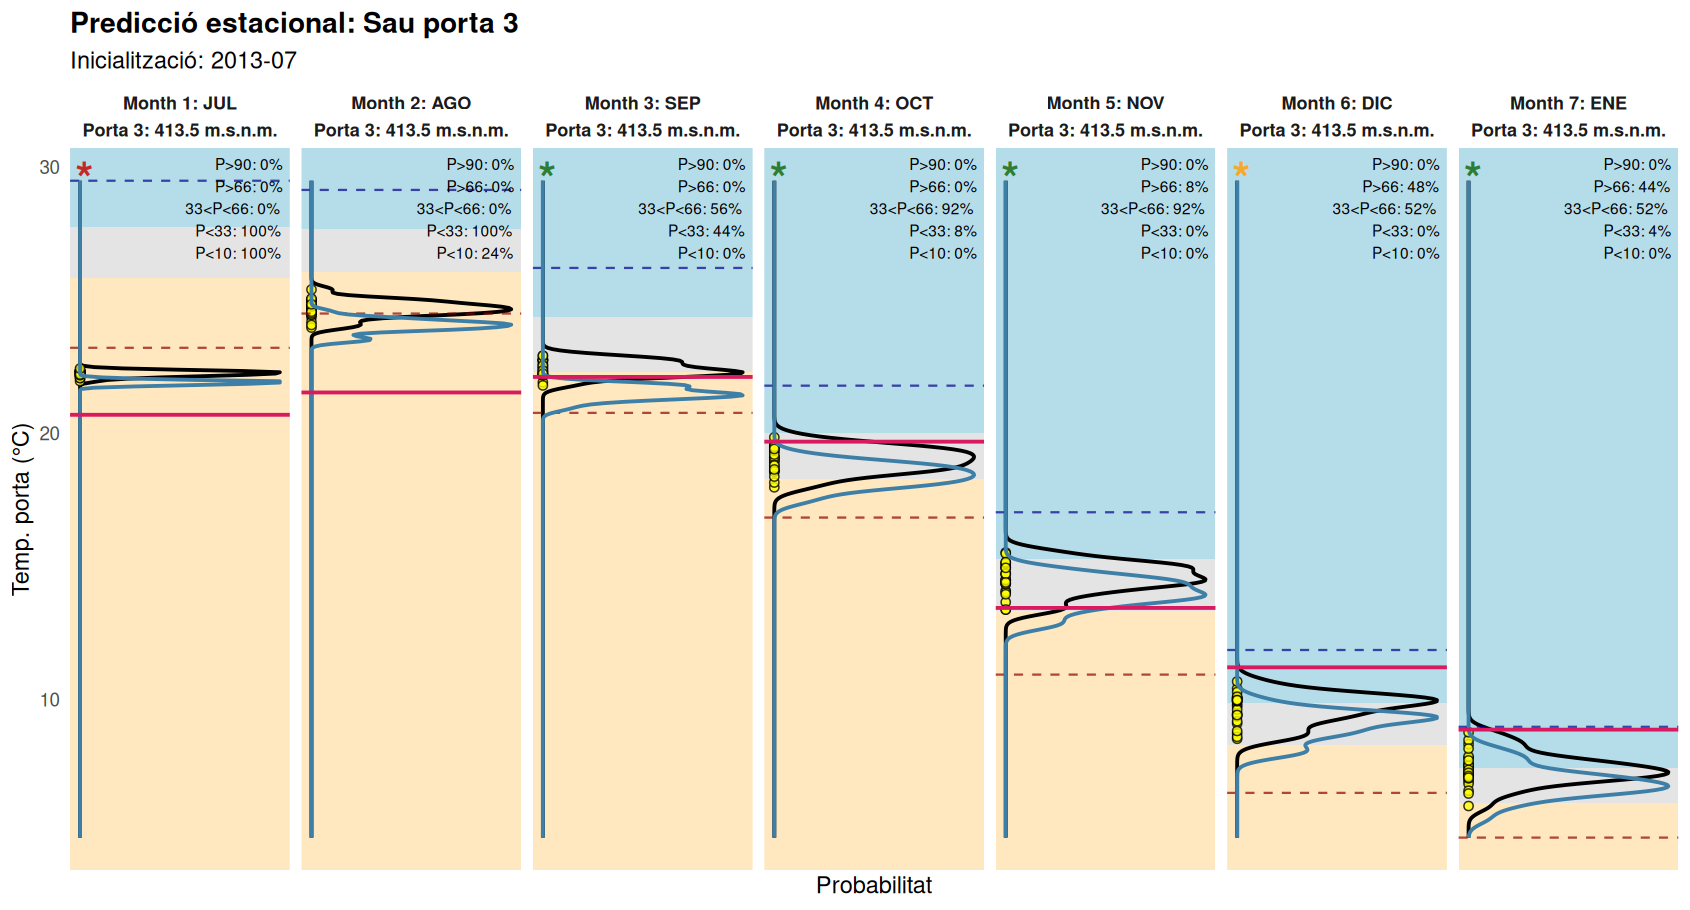 Predicció estacional: Sau porta 3
Inicialització: 2013-07
Month 1: JUL
Porta 3: 413.5 m.s.n.m.
Month 2: AGO
Porta 3: 413.5 m.s.n.m.
Month 3: SEP
Porta 3: 413.5 m.s.n.m.
Month 4: OCT
Porta 3: 413.5 m.s.n.m.
Month 5: NOV
Porta 3: 413.5 m.s.n.m.
Month 6: DIC
Porta 3: 413.5 m.s.n.m.
Month 7: ENE
Porta 3: 413.5 m.s.n.m.
Temp. porta (°C)
30
20
10
*
P>90: 0%
P>66: 0%
33<P<66: 0%
P<33: 100%
P<10: 100%
P>90: 0%
P>66: 0%
33<P<66: 0%
P<33: 100%
P<10: 24%
*
P>90: 0%
P>66: 0%
33<P<66: 56%
P<33: 44%
P<10: 0%
*
P>90: 0%
P>66: 0%
33<P<66: 92%
P<33: 8%
P<10: 0%
*
P>90: 0%
P>66: 8%
33<P<66: 92%
P<33: 0%
P<10: 0%
*
P>90: 0%
P>66: 48%
33<P<66: 52%
P<33: 0%
P<10: 0%
*
P>90: 0%
P>66: 44%
33<P<66: 52%
P<33: 4%
P<10: 0%
Probabilitat